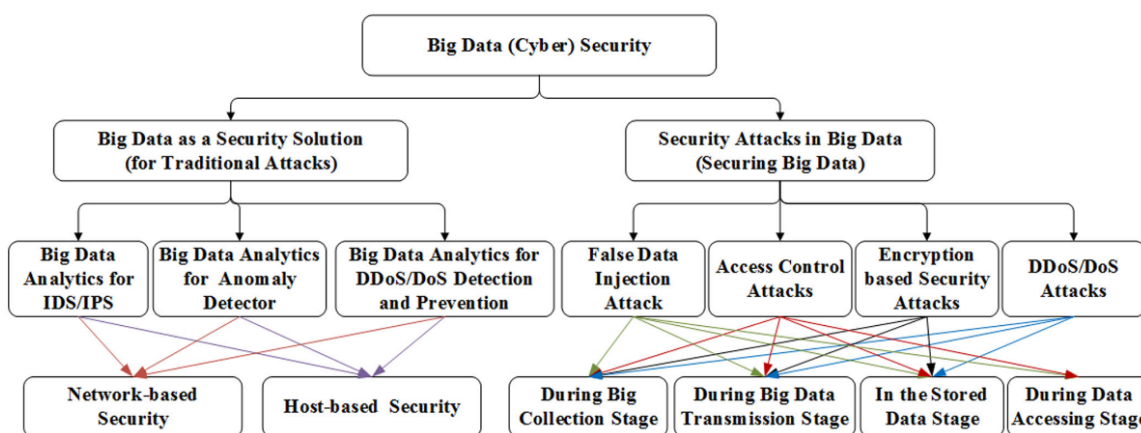 Big Data (Cyber) Security
Big Data as a Security Solution
(for Traditional Attacks)
Security Attacks in Big Data
(Securing Big Data)
Big Data
Analytics for
IDS/IPS
Big Data Analytics
for Anomaly
Detector
Big Data Analytics for
DDoS/DoS Detection
and Prevention
False Data
Injection
Attack
Access Control
Attacks
Encryption
based Security
Attacks
DDoS/DoS
Attacks
Network-based
Security
Host-based Security
During Big
Collection Stage
During Big Data
Transmission Stage
In the Stored
Data Stage
During Data
Accessing Stage